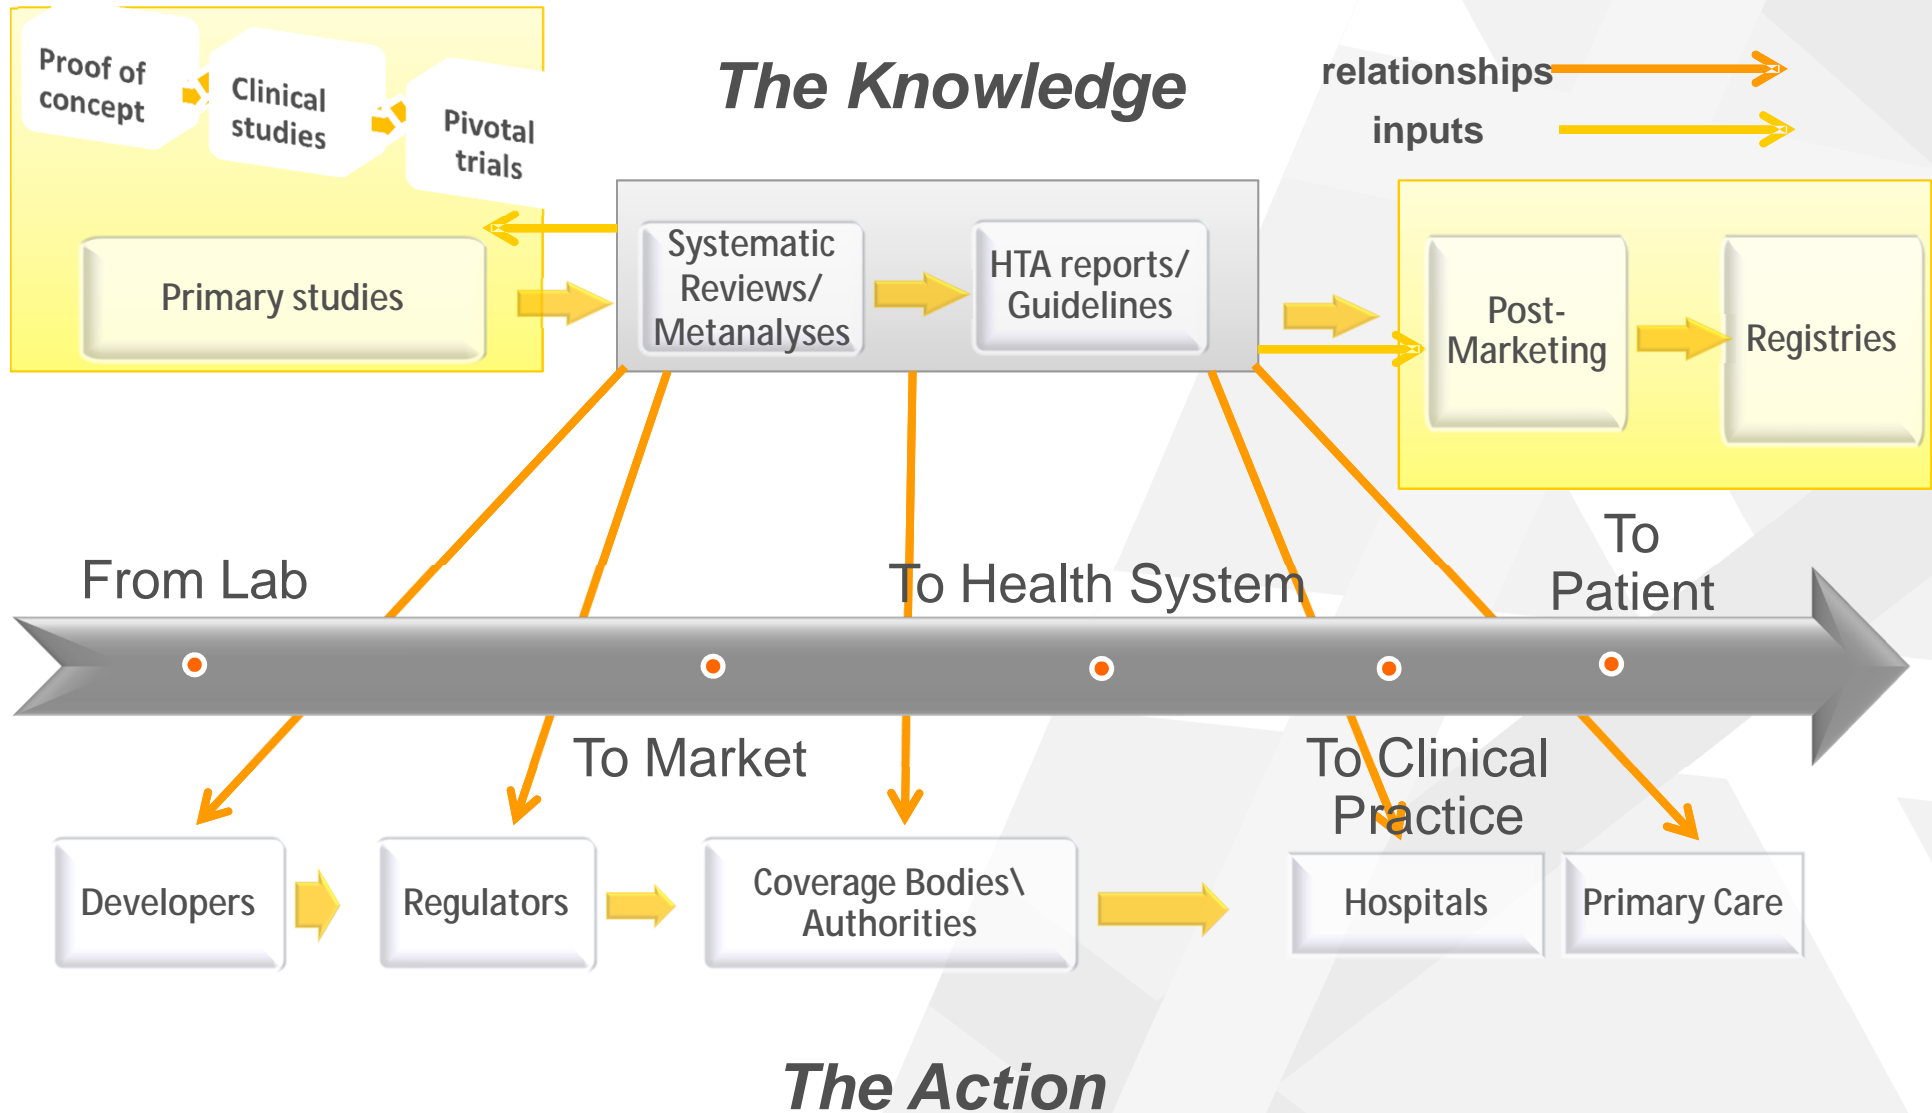 Proof of
concept
Clinical
studies
Pivotal
trials
The Knowledge
relationships
inputs
Primary studies
Systematic
Reviews/
Metanalyses
HTA reports/
Guidelines
Post-
Marketing
Registries
From Lab
To Health System
To
Patient
To Market
To Clinical
Practice
Developers
Regulators
Coverage Bodies\
Authorities
Hospitals
Primary Care
The Action